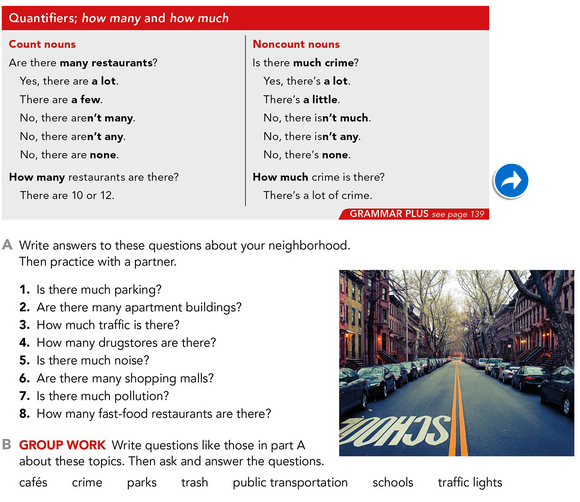 Quantifiers; how many and how much
Count nouns
Are there many restaurants?
Yes, there are a lot.
There are a few.
No, there aren't many.
No, there aren't any.
No, there are none.
How many restaurants are there?
There are 10 or 12.
Noncount nouns
Is there much crime?
Yes, there's a lot.
There's a little.
No, there isn't much.
No, there isn't any.
No, there's none.
How much crime is there?
There's a lot of crime.
GRAMMAR PLUS see page 139
A Write answers to these questions about your neighborhood.
Then practice with a partner.
1. Is there much parking?
2. Are there many apartment buildings?
3. How much traffic is there?
4. How many drugstores are there?
5. Is there much noise?
6. Are there many shopping malls?
7. Is there much pollution?
8. How many fast-food restaurants are there?
SCHOOL
B GROUP WORK Write questions like those in part A
about these topics. Then ask and answer the questions.
cafés crime parks trash public transportation schools traffic lights